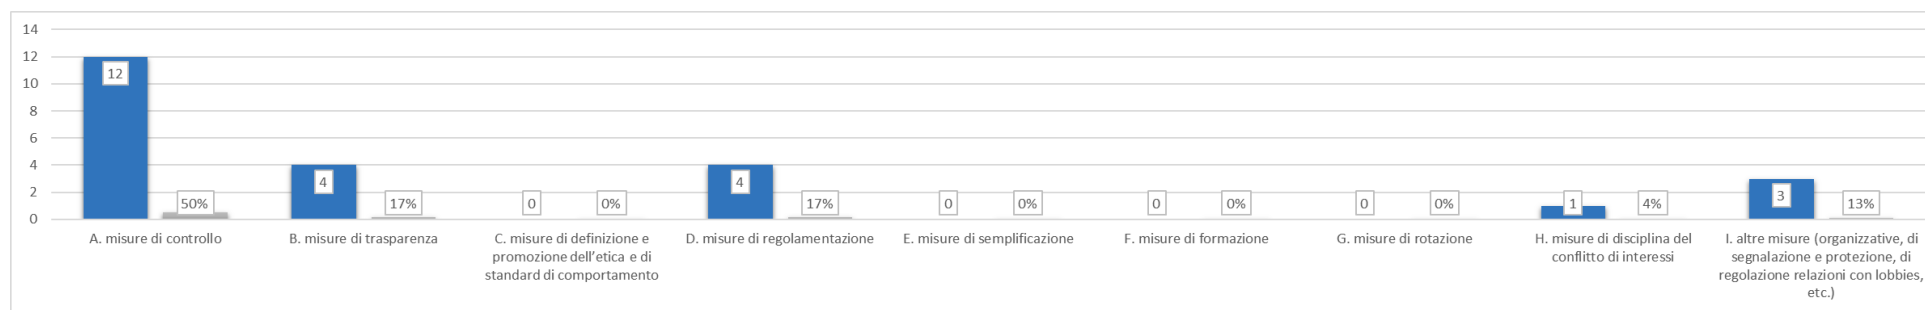 14
12
10
8
6
4
2
0
12
50%
4
17%
0
0%
4
17%
0
0%
0
0%
0
0%
1
4%
3
13%
A. misure di controllo
B. misure di trasparenza
C. misure di definizione e
promozione dell'etica e di
standard di comportamento
D. misure di regolamentazione
E. misure di semplificazione
F. misure di formazione
G. misure di rotazione
H. misure di disciplina del
conflitto di interessi
I. altre misure (organizzative, di
segnalazione e protezione, di
regolazione relazioni con lobbies,
etc.)